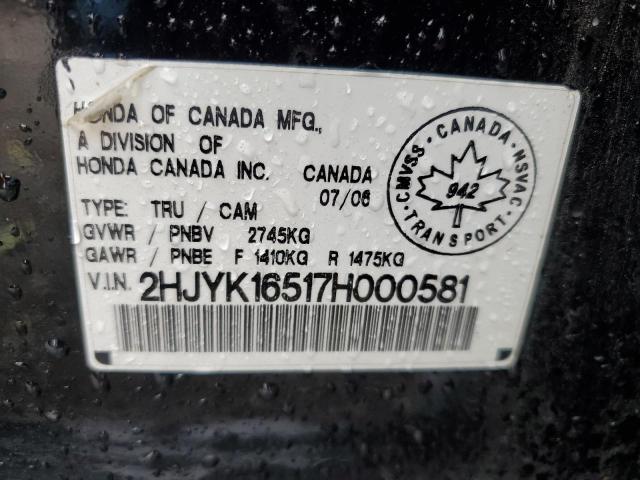 HONDA OF CANADA MFG.,
A DIVISION OF
HONDA CANADA INC. CANADA
07/06
TYPE: TRU / CAM
GVWR / PNBV 2745KG
GAWR / PNBE F 1410KG R 1475KG
V.I.N. 2HJYK16517H000581
CMVSS • CANADA • NSVAC
942
• TRANSPORT •